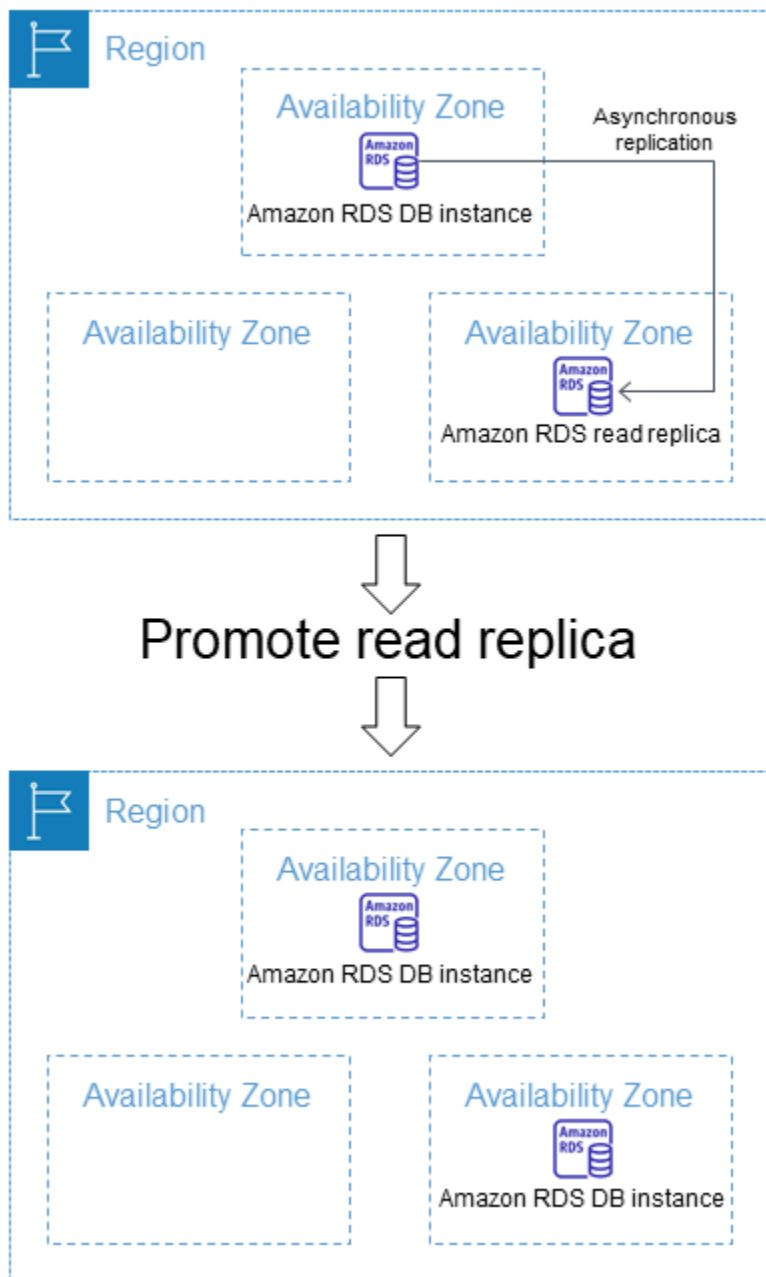 Region
Availability Zone
Amazon
RDS
Amazon RDS DB instance
Asynchronous
replication
Availability Zone
Availability Zone
Amazon
RDS
Amazon RDS read replica
Promote read replica
Region
Availability Zone
Amazon
RDS
Amazon RDS DB instance
Availability Zone
Availability Zone
Amazon
RDS
Amazon RDS DB instance